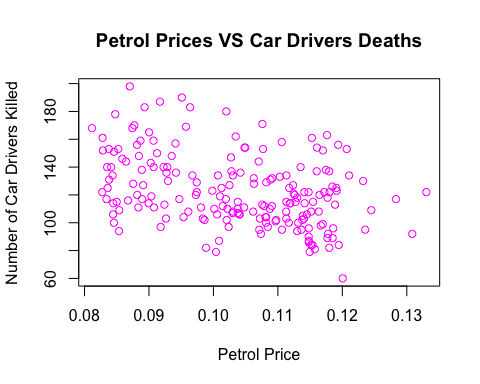 Petrol Prices VS Car Drivers Deaths
Number of Car Drivers Killed
180
140
100
60
0.08 0.09 0.10 0.11 0.12 0.13
Petrol Price